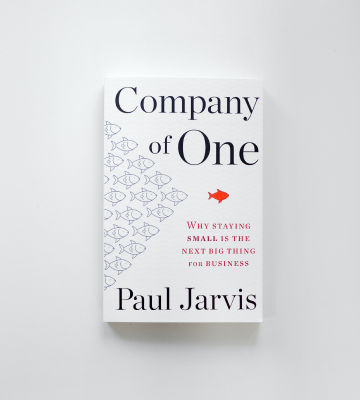 Company
of One
WHY STAYING
SMALL IS THE
NEXT BIG THING
FOR BUSINESS
Paul Jarvis